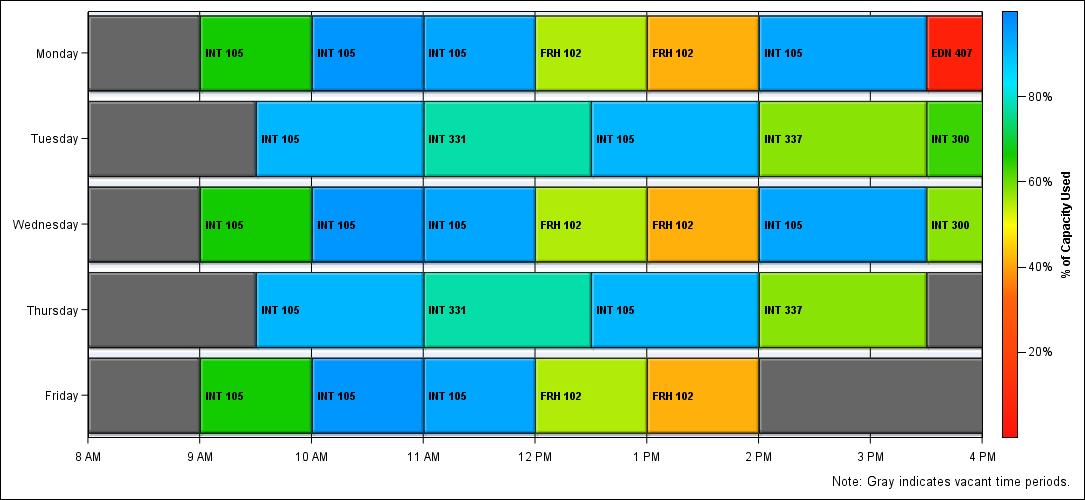 Monday
INT 105
INT 105
INT 105
FRH 102
FRH 102
INT 105
EDN 407
Tuesday
INT 105
INT 331
INT 105
INT 337
INT 300
Wednesday
INT 105
INT 105
INT 105
FRH 102
FRH 102
INT 105
INT 300
Thursday
INT 105
INT 331
INT 105
INT 337
Friday
INT 105
INT 105
INT 105
FRH 102
FRH 102
8 AM
9 AM
10 AM
11 AM
12 PM
1 PM
2 PM
3 PM
4 PM
80%
60%
40%
20%
% of Capacity Used
Note: Gray indicates vacant time periods.